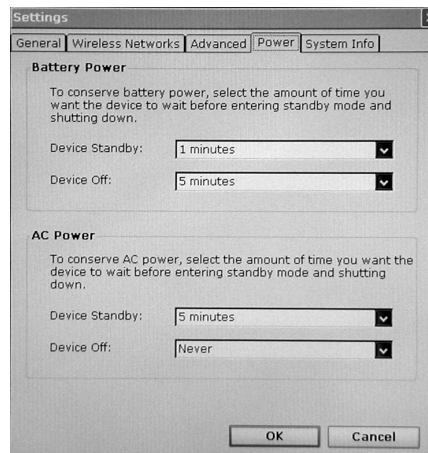 Settings
General Wireless Networks Advanced Power System Info
Battery Power
To conserve battery power, select the amount of time you
want the device to wait before entering standby mode and
shutting down.
Device Standby: 1 minutes
Device Off: 5 minutes
AC Power
To conserve AC power, select the amount of time you want the
device to wait before entering standby mode and shutting
down.
Device Standby: 5 minutes
Device Off: Never
OK Cancel